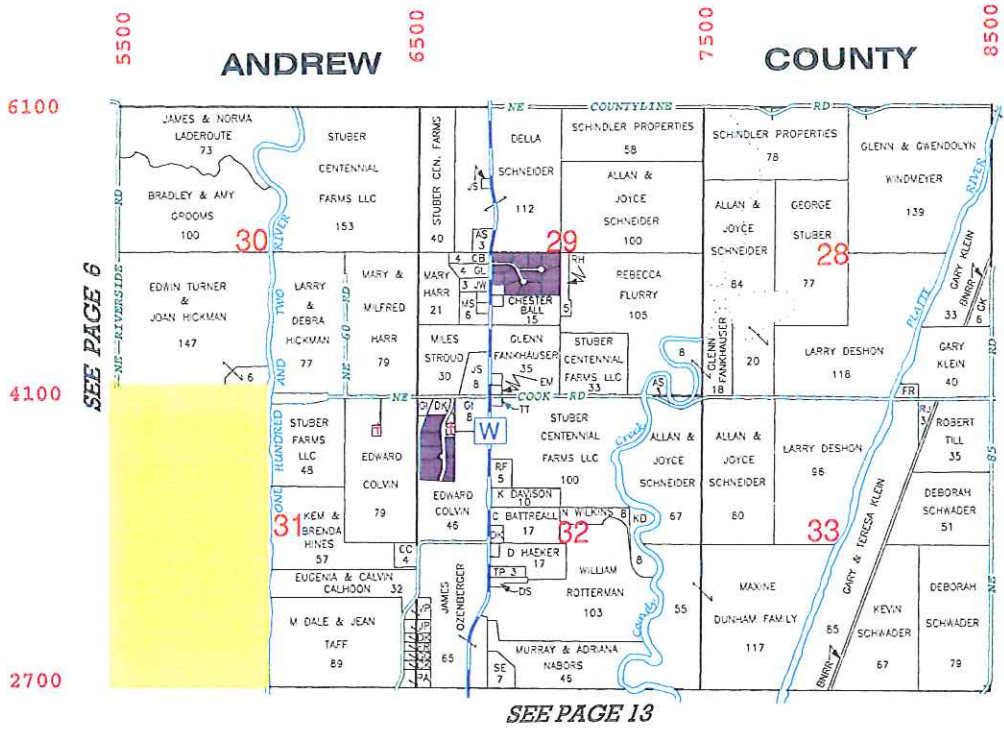 5500
6500
7500
8500
ANDREW
COUNTY
6100
NE COUNTYLINE RD
JAMES & NORMA
LADEROUTE
73
STUBER
CENTENNIAL
FARMS LLC
153
STUBER CEN. FARMS
40
DELLA
SCHNEIDER
112
SCHINDLER PROPERTIES
58
SCHINDLER PROPERTIES
78
GLENN & GWENDOLYN
WINDMEYER
139
BRADLEY & AMY
GROOMS
100
JS
AS
3
ALLAN &
JOYCE
SCHNEIDER
100
ALLAN &
JOYCE
SCHNEIDER
84
GEORGE
STUBER
77
30
29
28
NE RIVERSIDE RD
SEE PAGE 6
ONE HUNDRED AND TWO RIVER
PLATTE RIVER
EDWIN TURNER
&
JOAN HICKMAN
147
6
LARRY
&
DEBRA
HICKMAN
77
NE 60 RD
MARY &
MILFRED
HARR
79
MARY
HARR
21
4 CB
4 GL
3 JW
MS
6
CHESTER
BALL
15
RH
5
REBECCA
FLURRY
105
GARY KLEIN
33
BNRR
GK
6
MILES
STROUD
30
JS
8
GLENN
FANKHAUSER
35
EM
TT
STUBER
CENTENNIAL
FARMS LLC
33
8
AS
GLENN
FANKHAUSER
18
20
LARRY DESHON
118
GARY
KLEIN
40
FR
4100
NE COOK RD
STUBER
FARMS
LLC
48
EDWARD
COLVIN
79
GI
DK
GI
8
W
STUBER
CENTENNIAL
FARMS LLC
100
Creek
ALLAN &
JOYCE
SCHNEIDER
67
ALLAN &
JOYCE
SCHNEIDER
80
LARRY DESHON
96
RJ
3
ROBERT
TILL
35
NE 85 RD
EDWARD
COLVIN
46
RF
5
K DAVISON
10
C BATTREALL
17
N WILKINS 8
KD
8
DEBORAH
SCHWADER
51
31
32
33
KEM &
BRENDA
HINES
57
CC
4
DK
D HAEKER
17
TP 3
DS
WILLIAM
ROTTERMAN
103
GARY & TERESA KLEIN
85
BNRR
EUGENIA & CALVIN
CALHOON 32
JAMES
OZENBERGER
65
55
MAXINE
DUNHAM FAMILY
117
KEVIN
SCHWADER
67
DEBORAH
SCHWADER
79
M DALE & JEAN
TAFF
89
VP
JP
DK
PA
SE
7
MURRAY & ADRIANA
NABORS
45
2700
SEE PAGE 13